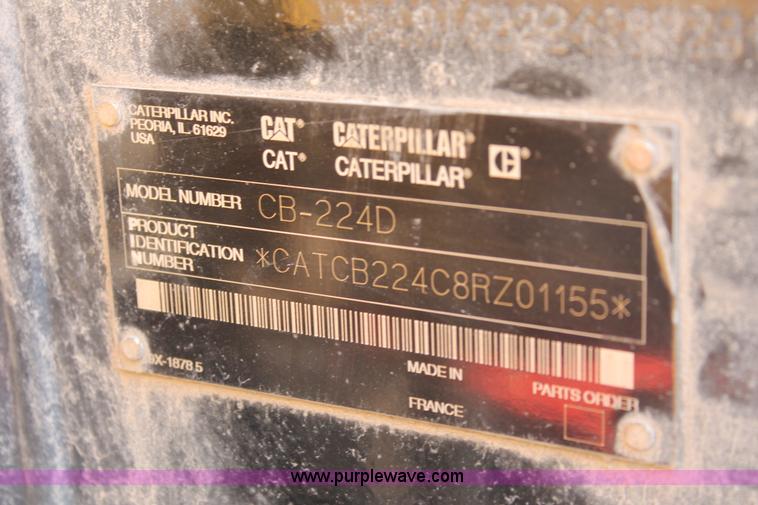 CATERPILLAR INC.
PEORIA, IL. 61629
USA
CAT® CATERPILLAR®
CAT® CATERPILLAR®
MODEL NUMBER CB-224D
PRODUCT
IDENTIFICATION
NUMBER *CATCB224C8RZ01155*
MADE IN
FRANCE
PARTS ORDER
www.purplewave.com